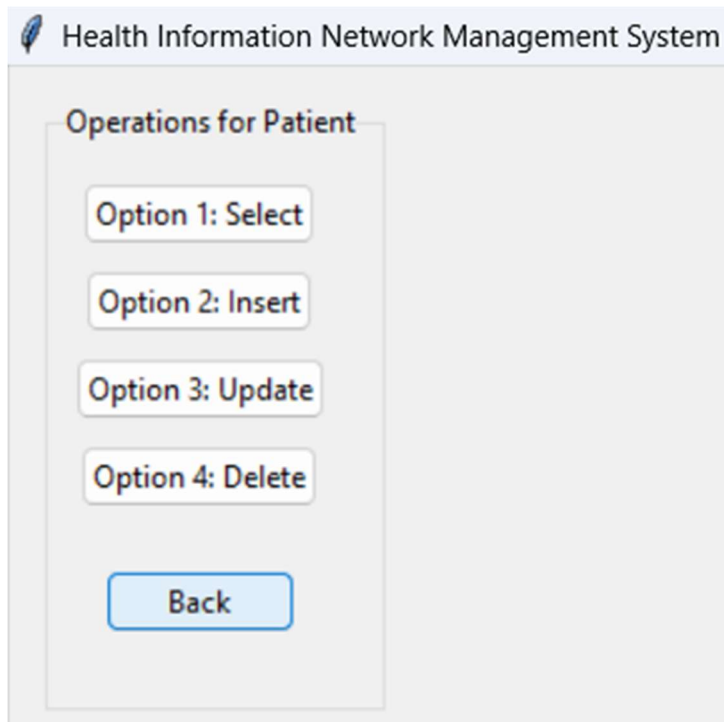 Health Information Network Management System
Operations for Patient
Option 1: Select
Option 2: Insert
Option 3: Update
Option 4: Delete
Back